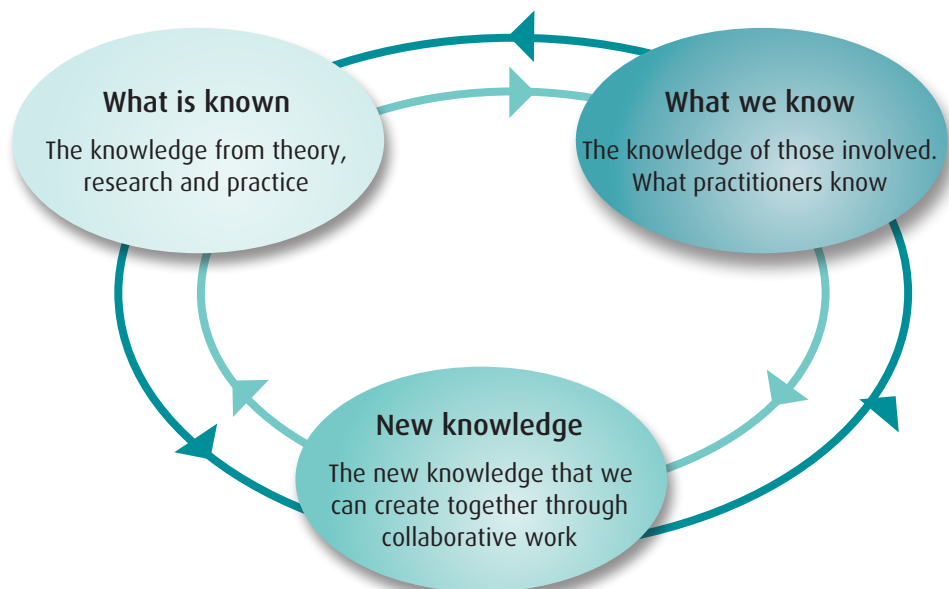 What is known
The knowledge from theory,
research and practice
What we know
The knowledge of those involved.
What practitioners know
New knowledge
The new knowledge that we
can create together through
collaborative work